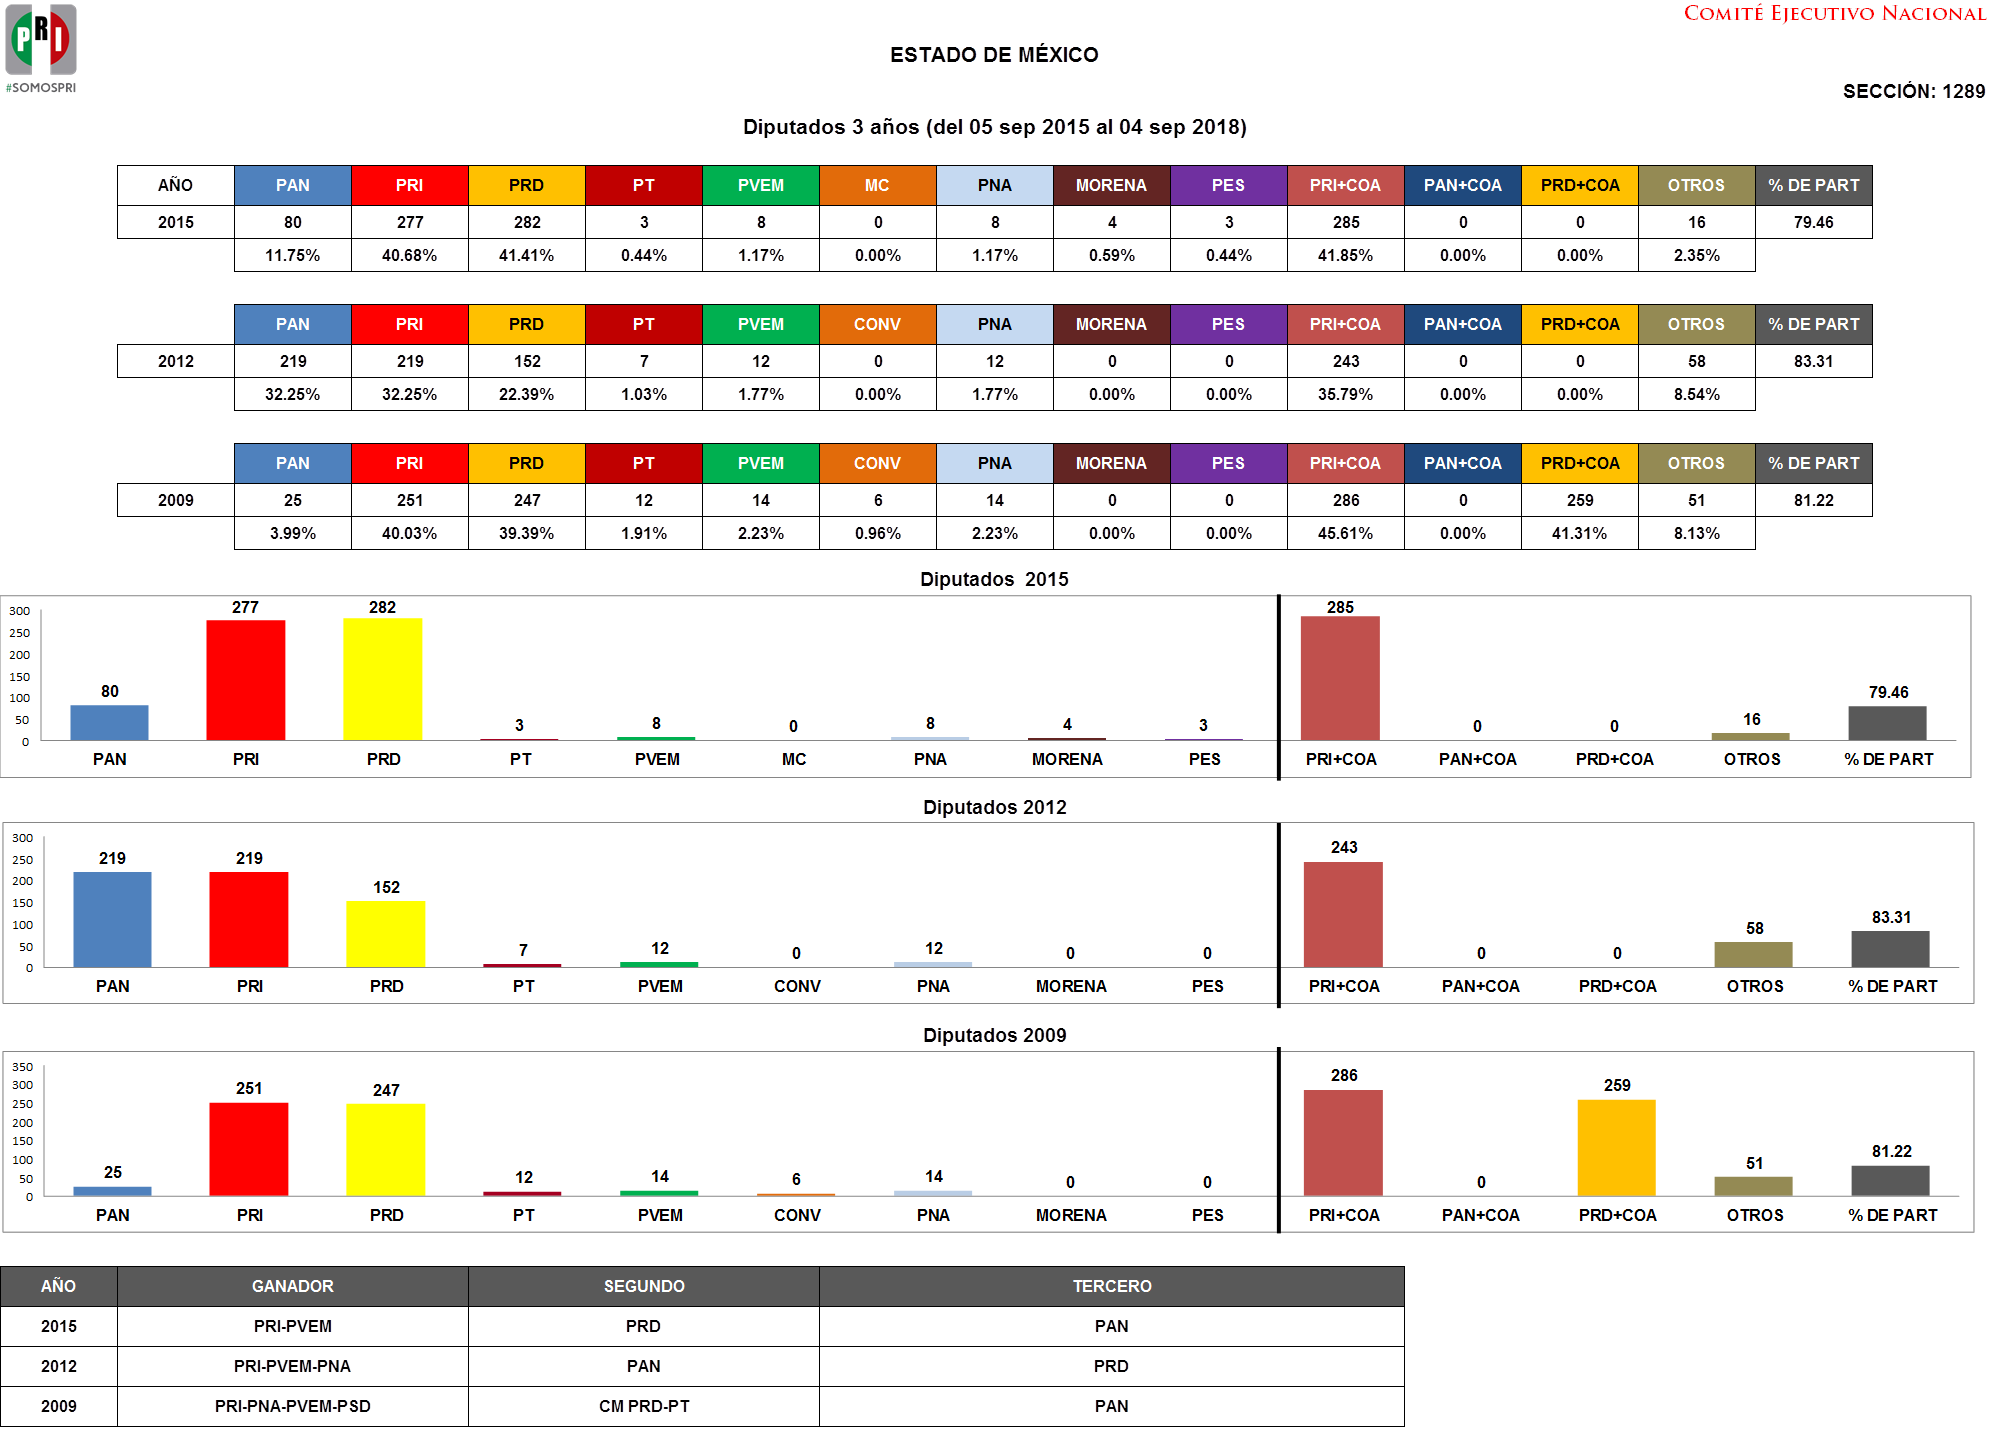 PRI
#SOMOSPRI
COMITÉ EJECUTIVO NACIONAL
ESTADO DE MÉXICO
SECCIÓN: 1289
Diputados 3 años (del 05 sep 2015 al 04 sep 2018)
AÑO PAN PRI PRD PT PVEM MC PNA MORENA PES PRI+COA PAN+COA PRD+COA OTROS % DE PART
2015 80 277 282 3 8 0 8 4 3 285 0 0 16 79.46
11.75% 40.68% 41.41% 0.44% 1.17% 0.00% 1.17% 0.59% 0.44% 41.85% 0.00% 0.00% 2.35%
PAN PRI PRD PT PVEM CONV PNA MORENA PES PRI+COA PAN+COA PRD+COA OTROS % DE PART
2012 219 219 152 7 12 0 12 0 0 243 0 0 58 83.31
32.25% 32.25% 22.39% 1.03% 1.77% 0.00% 1.77% 0.00% 0.00% 35.79% 0.00% 0.00% 8.54%
PAN PRI PRD PT PVEM CONV PNA MORENA PES PRI+COA PAN+COA PRD+COA OTROS % DE PART
2009 25 251 247 12 14 6 14 0 0 286 0 259 51 81.22
3.99% 40.03% 39.39% 1.91% 2.23% 0.96% 2.23% 0.00% 0.00% 45.61% 0.00% 41.31% 8.13%
Diputados 2015
300
250
200
150
100
50
0
80 277 282 3 8 0 8 4 3 285 0 0 16 79.46
PAN PRI PRD PT PVEM MC PNA MORENA PES PRI+COA PAN+COA PRD+COA OTROS % DE PART
Diputados 2012
300
250
200
150
100
50
0
219 219 152 7 12 0 12 0 0 243 0 0 58 83.31
PAN PRI PRD PT PVEM CONV PNA MORENA PES PRI+COA PAN+COA PRD+COA OTROS % DE PART
Diputados 2009
350
300
250
200
150
100
50
0
25 251 247 12 14 6 14 0 0 286 0 259 51 81.22
PAN PRI PRD PT PVEM CONV PNA MORENA PES PRI+COA PAN+COA PRD+COA OTROS % DE PART
AÑO GANADOR SEGUNDO TERCERO
2015 PRI-PVEM PRD PAN
2012 PRI-PVEM-PNA PAN PRD
2009 PRI-PNA-PVEM-PSD CM PRD-PT PAN